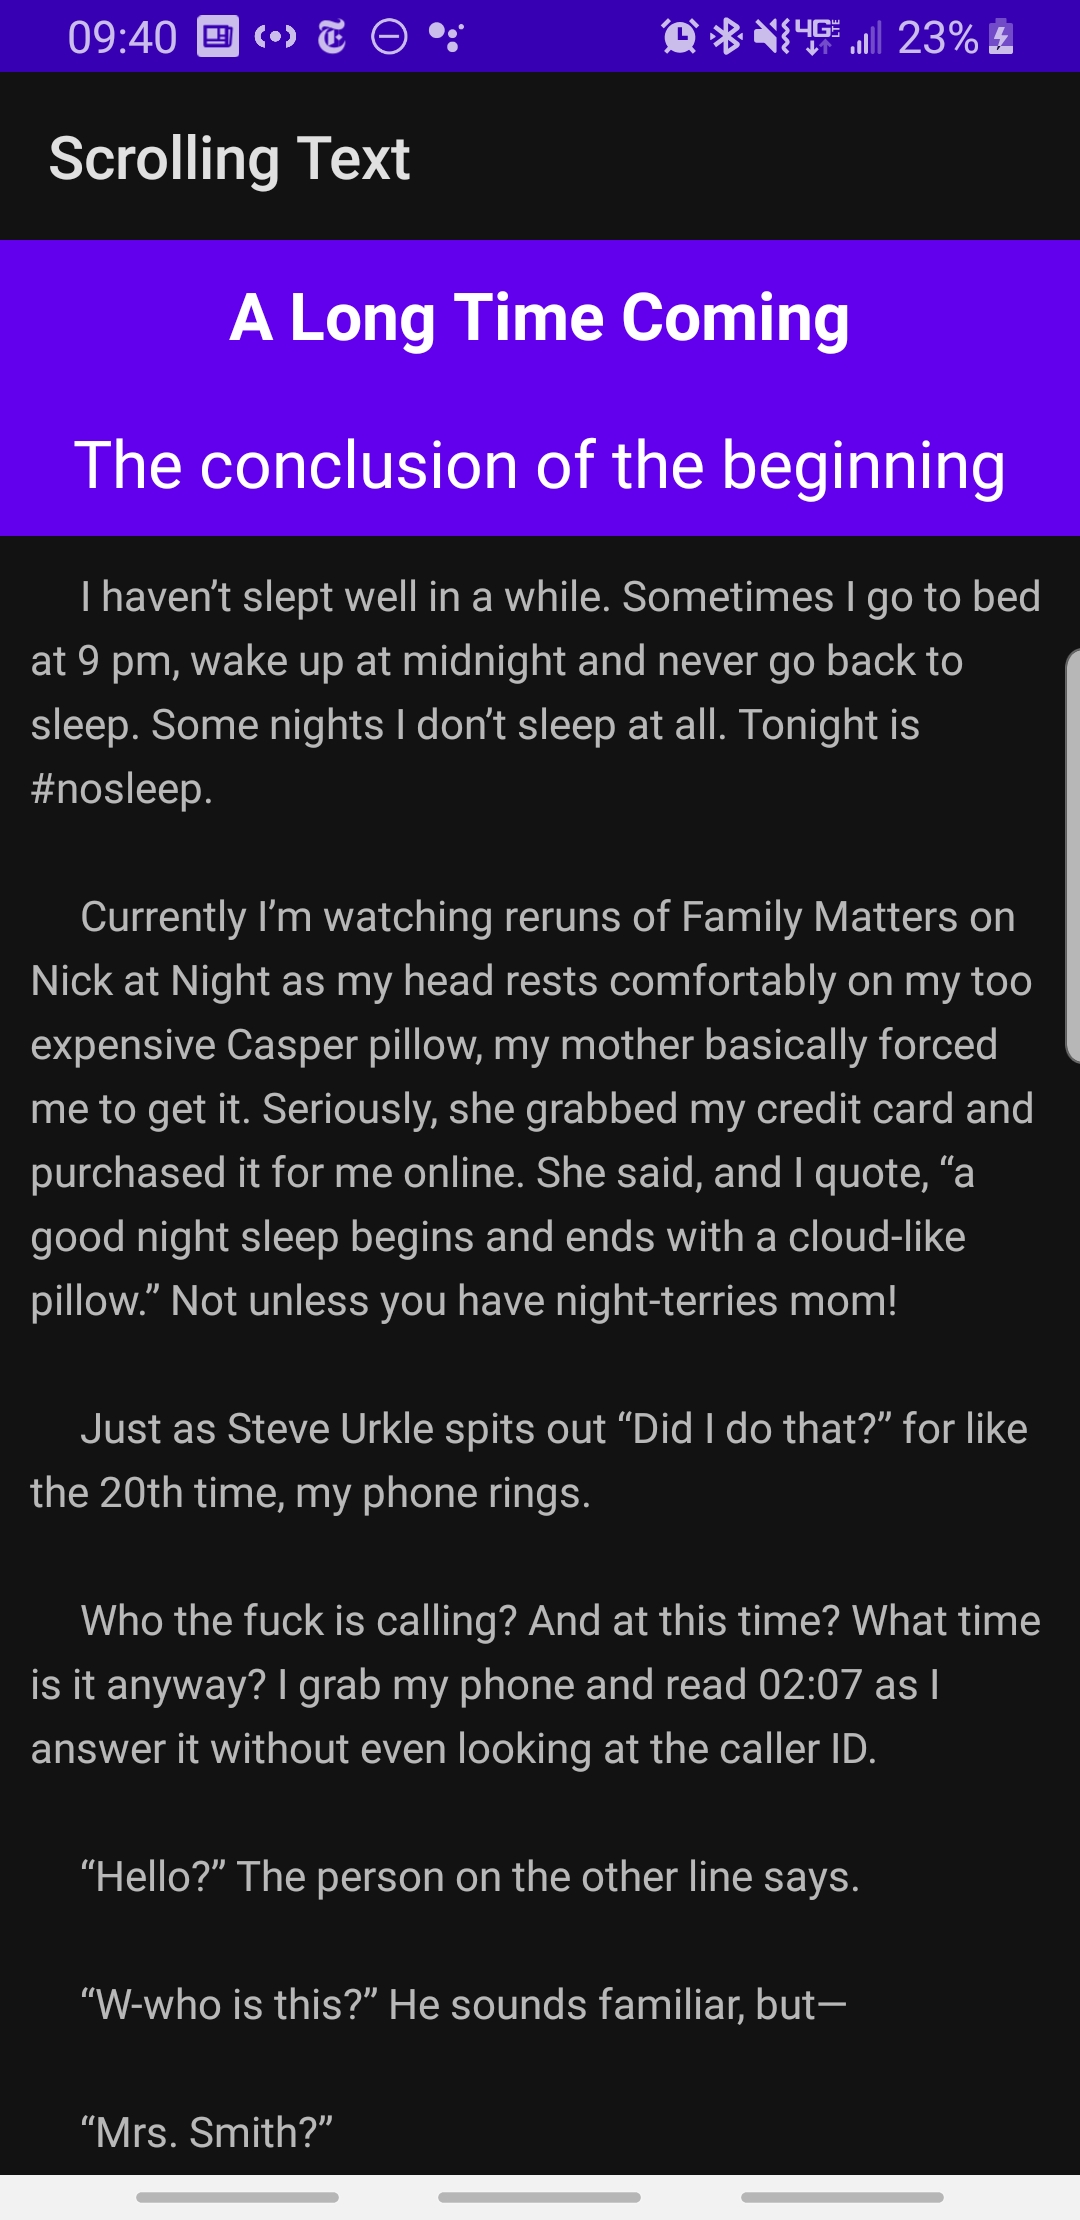 09:40 4G LTE 23%
Scrolling Text
A Long Time Coming
The conclusion of the beginning
I haven’t slept well in a while. Sometimes I go to bed
at 9 pm, wake up at midnight and never go back to
sleep. Some nights I don’t sleep at all. Tonight is
#nosleep.
Currently I’m watching reruns of Family Matters on
Nick at Night as my head rests comfortably on my too
expensive Casper pillow, my mother basically forced
me to get it. Seriously, she grabbed my credit card and
purchased it for me online. She said, and I quote, “a
good night sleep begins and ends with a cloud-like
pillow.” Not unless you have night-terries mom!
Just as Steve Urkle spits out “Did I do that?” for like
the 20th time, my phone rings.
Who the fuck is calling? And at this time? What time
is it anyway? I grab my phone and read 02:07 as I
answer it without even looking at the caller ID.
“Hello?” The person on the other line says.
“W-who is this?” He sounds familiar, but—
“Mrs. Smith?”